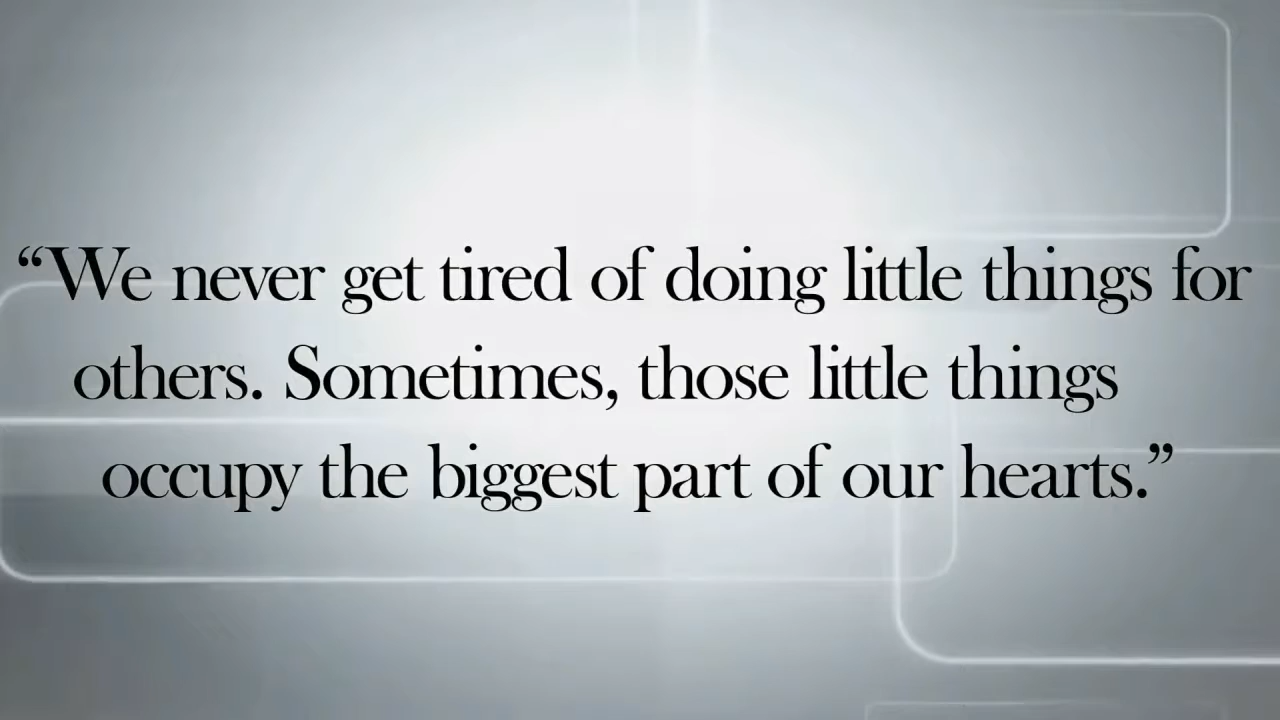 “We never get tired of doing little things for
others. Sometimes, those little things
occupy the biggest part of our hearts.”